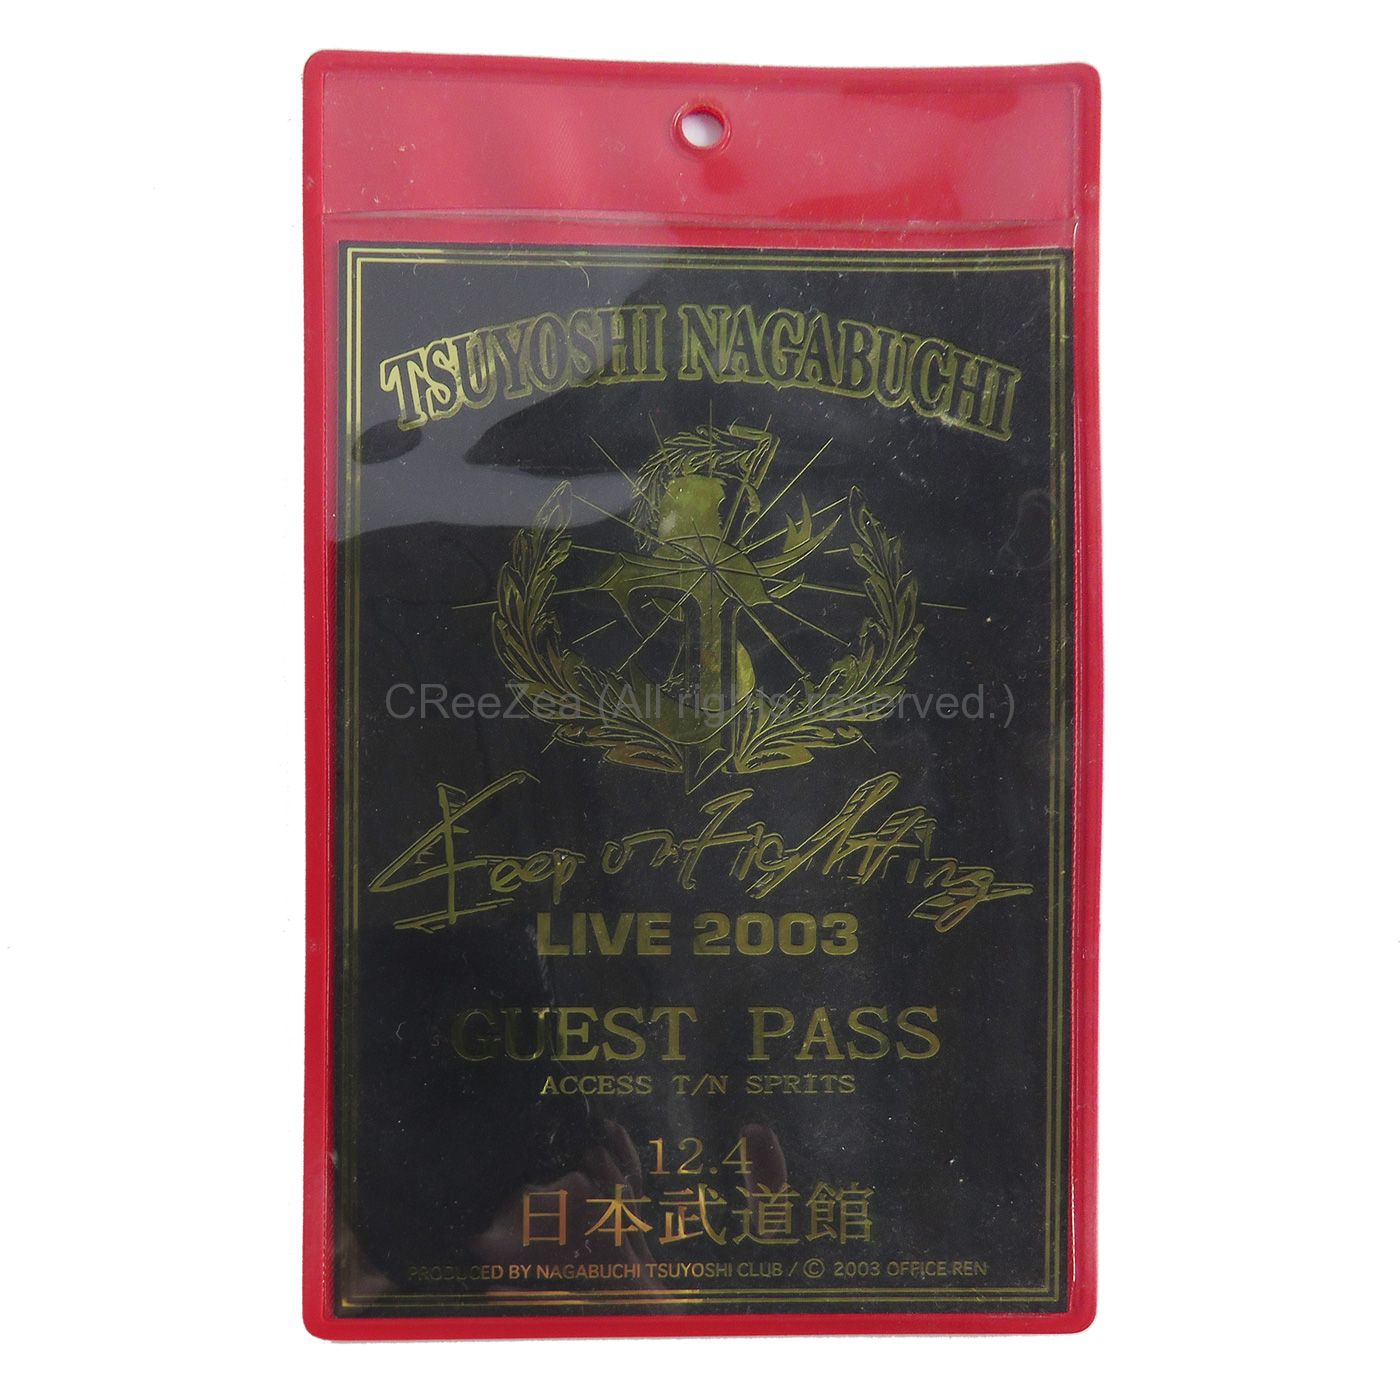 TSUYOSHI NAGABUCHI
CReeZea (All rights reserved.)
Keep on Fighting
LIVE 2003
GUEST PASS
ACCESS T/N SPRITS
12.4
日本武道館
PRODUCED BY NAGABUCHI TSUYOSHI CLUB / © 2003 OFFICE REN